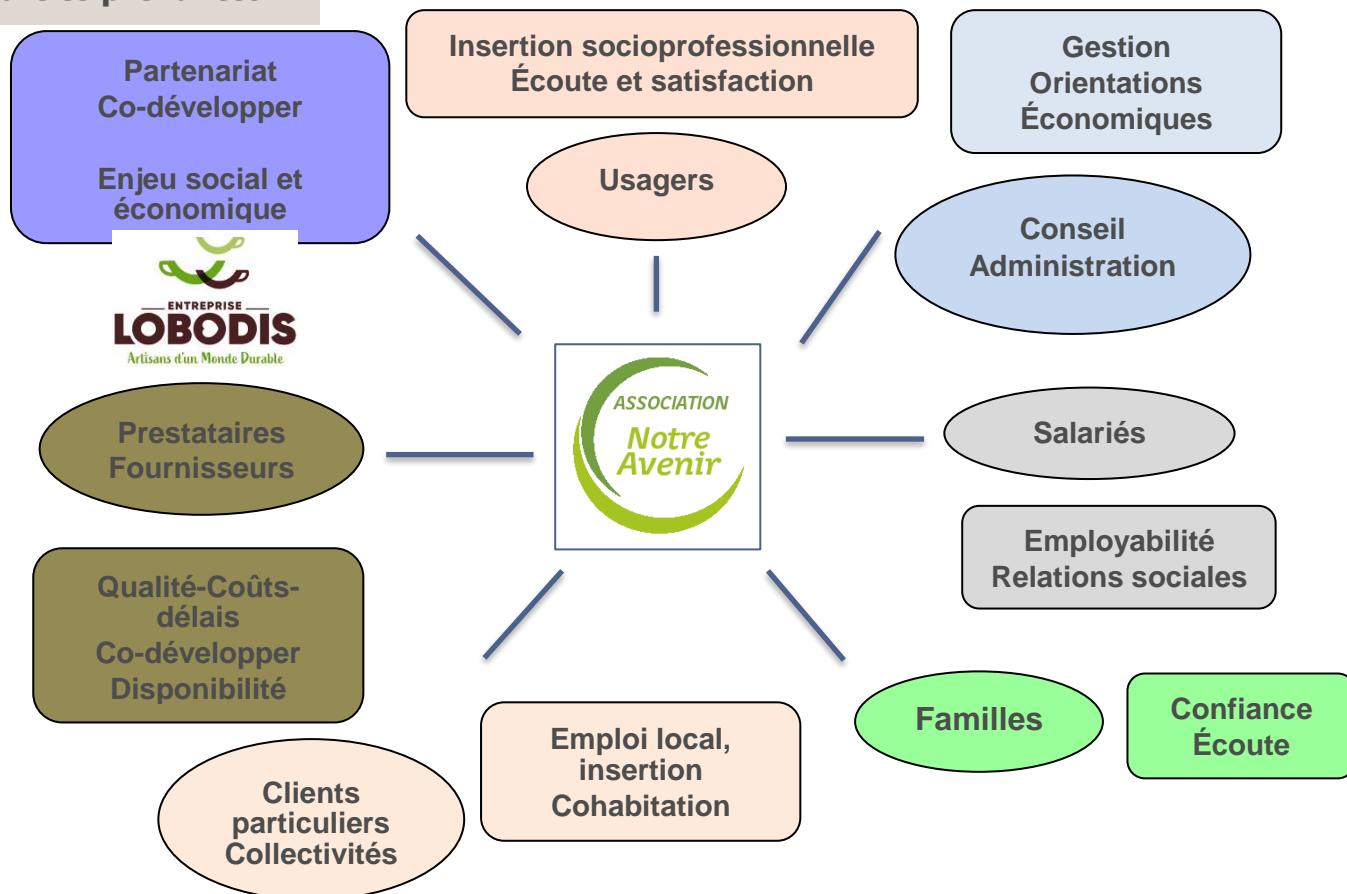 Partenariat
Co-développer
Enjeu social et
économique
ENTREPRISE
LOBODIS
Artisans d'un Monde Durable
Insertion socioprofessionnelle
Écoute et satisfaction
Usagers
Gestion
Orientations
Économiques
Conseil
Administration
ASSOCIATION
Notre
Avenir
Prestataires
Fournisseurs
Salariés
Employabilité
Relations sociales
Qualité-Coûts-
délais
Co-développer
Disponibilité
Familles
Confiance
Écoute
Emploi local,
insertion
Cohabitation
Clients
particuliers
Collectivités